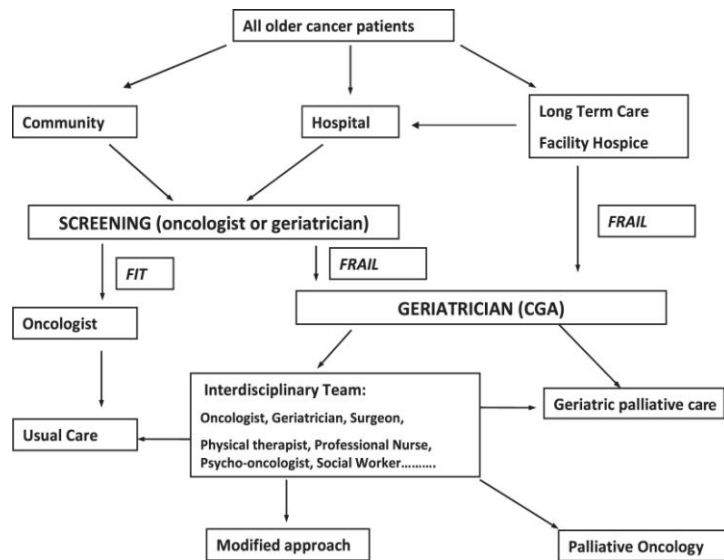 All older cancer patients
Community
Hospital
Long Term Care
Facility Hospice
SCREENING (oncologist or geriatrician)
FIT
FRAIL
FRAIL
Oncologist
GERIATRICIAN (CGA)
Interdisciplinary Team:
Oncologist, Geriatrician, Surgeon,
Physical therapist, Professional Nurse,
Psycho-oncologist, Social Worker……….
Geriatric palliative care
Usual Care
Modified approach
Palliative Oncology